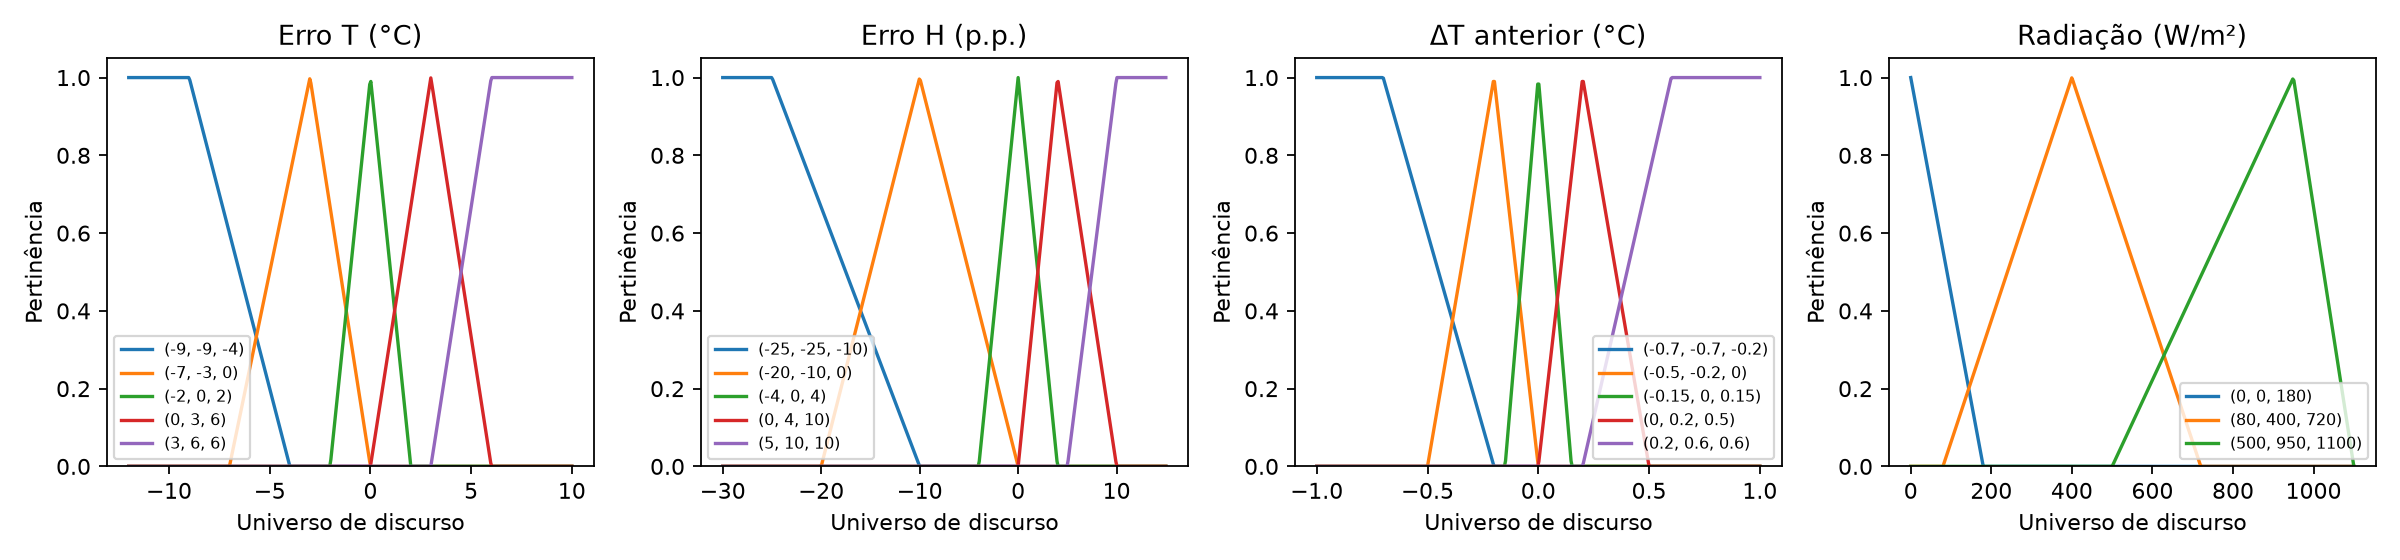 Erro T (°C)
Pertinência
1.0
0.8
0.6
0.4
0.2
0.0
(-9, -9, -4)
(-7, -3, 0)
(-2, 0, 2)
(0, 3, 6)
(3, 6, 6)
−10
−5
0
5
10
Universo de discurso
Erro H (p.p.)
Pertinência
1.0
0.8
0.6
0.4
0.2
0.0
(-25, -25, -10)
(-20, -10, 0)
(-4, 0, 4)
(0, 4, 10)
(5, 10, 10)
−30
−20
−10
0
10
Universo de discurso
ΔT anterior (°C)
Pertinência
1.0
0.8
0.6
0.4
0.2
0.0
(-0.7, -0.7, -0.2)
(-0.5, -0.2, 0)
(-0.15, 0, 0.15)
(0, 0.2, 0.5)
(0.2, 0.6, 0.6)
−1.0
−0.5
0.0
0.5
1.0
Universo de discurso
Radiação (W/m²)
Pertinência
1.0
0.8
0.6
0.4
0.2
0.0
(0, 0, 180)
(80, 400, 720)
(500, 950, 1100)
0
200
400
600
800
1000
Universo de discurso